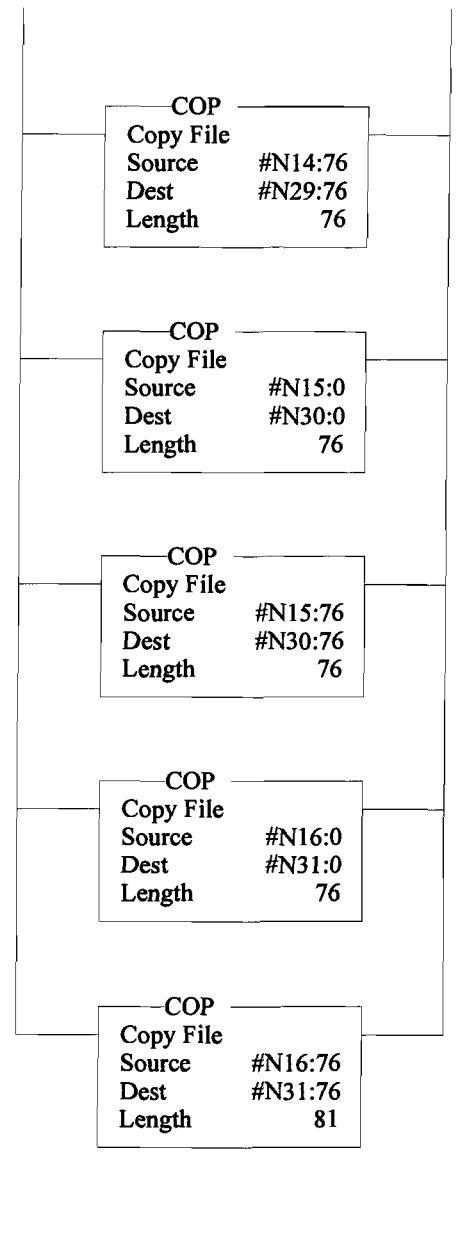 COP
Copy File
Source #N14:76
Dest #N29:76
Length 76
COP
Copy File
Source #N15:0
Dest #N30:0
Length 76
COP
Copy File
Source #N15:76
Dest #N30:76
Length 76
COP
Copy File
Source #N16:0
Dest #N31:0
Length 76
COP
Copy File
Source #N16:76
Dest #N31:76
Length 81